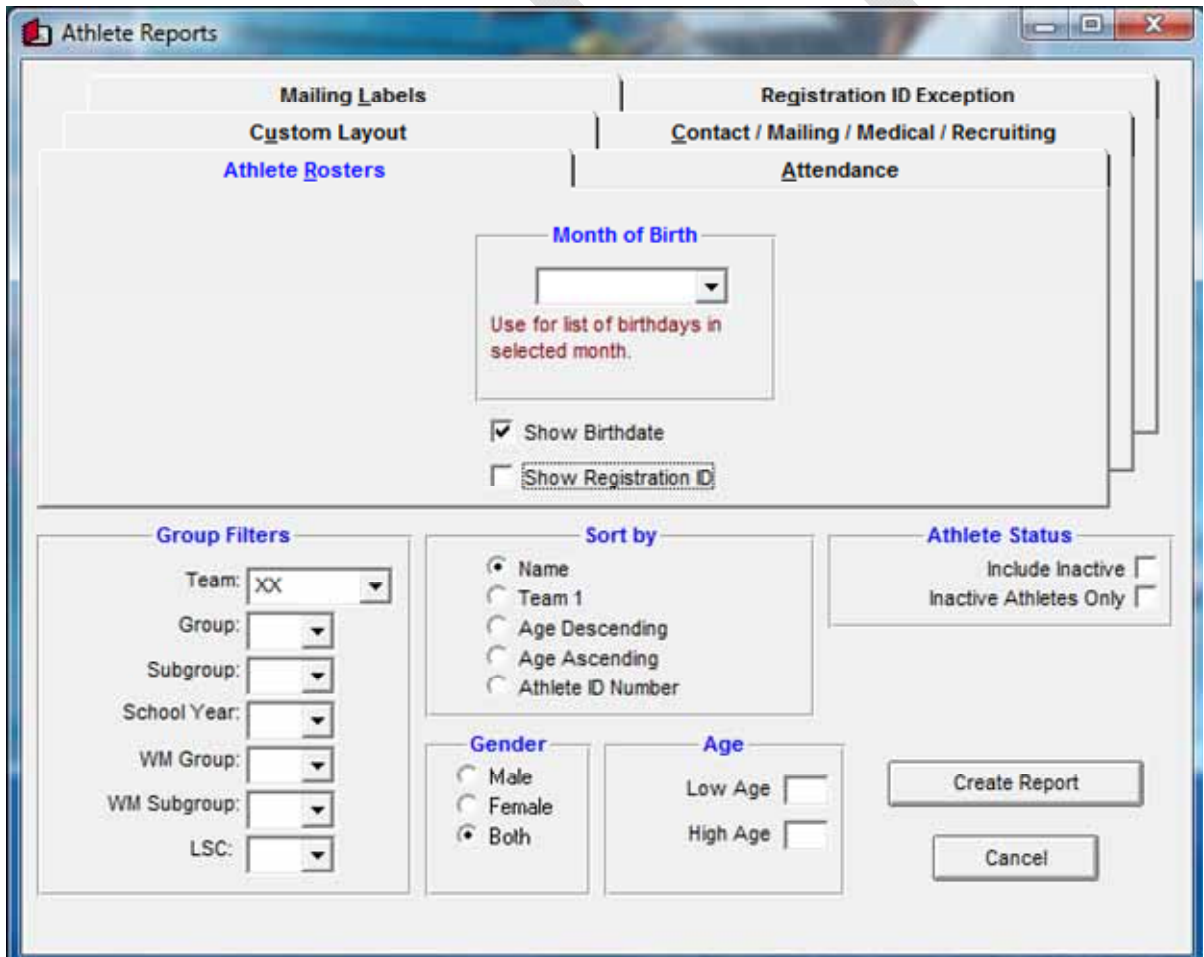 Athlete Reports
Mailing Labels
Registration ID Exception
Custom Layout
Contact / Mailing / Medical / Recruiting
Athlete Rosters
Attendance
Month of Birth
Use for list of birthdays in
selected month.
Show Birthdate
Show Registration ID
Group Filters
Team: XX
Group:
Subgroup:
School Year:
WM Group:
WM Subgroup:
LSC:
Sort by
Name
Team 1
Age Descending
Age Ascending
Athlete ID Number
Athlete Status
Include Inactive
Inactive Athletes Only
Gender
Male
Female
Both
Age
Low Age
High Age
Create Report
Cancel